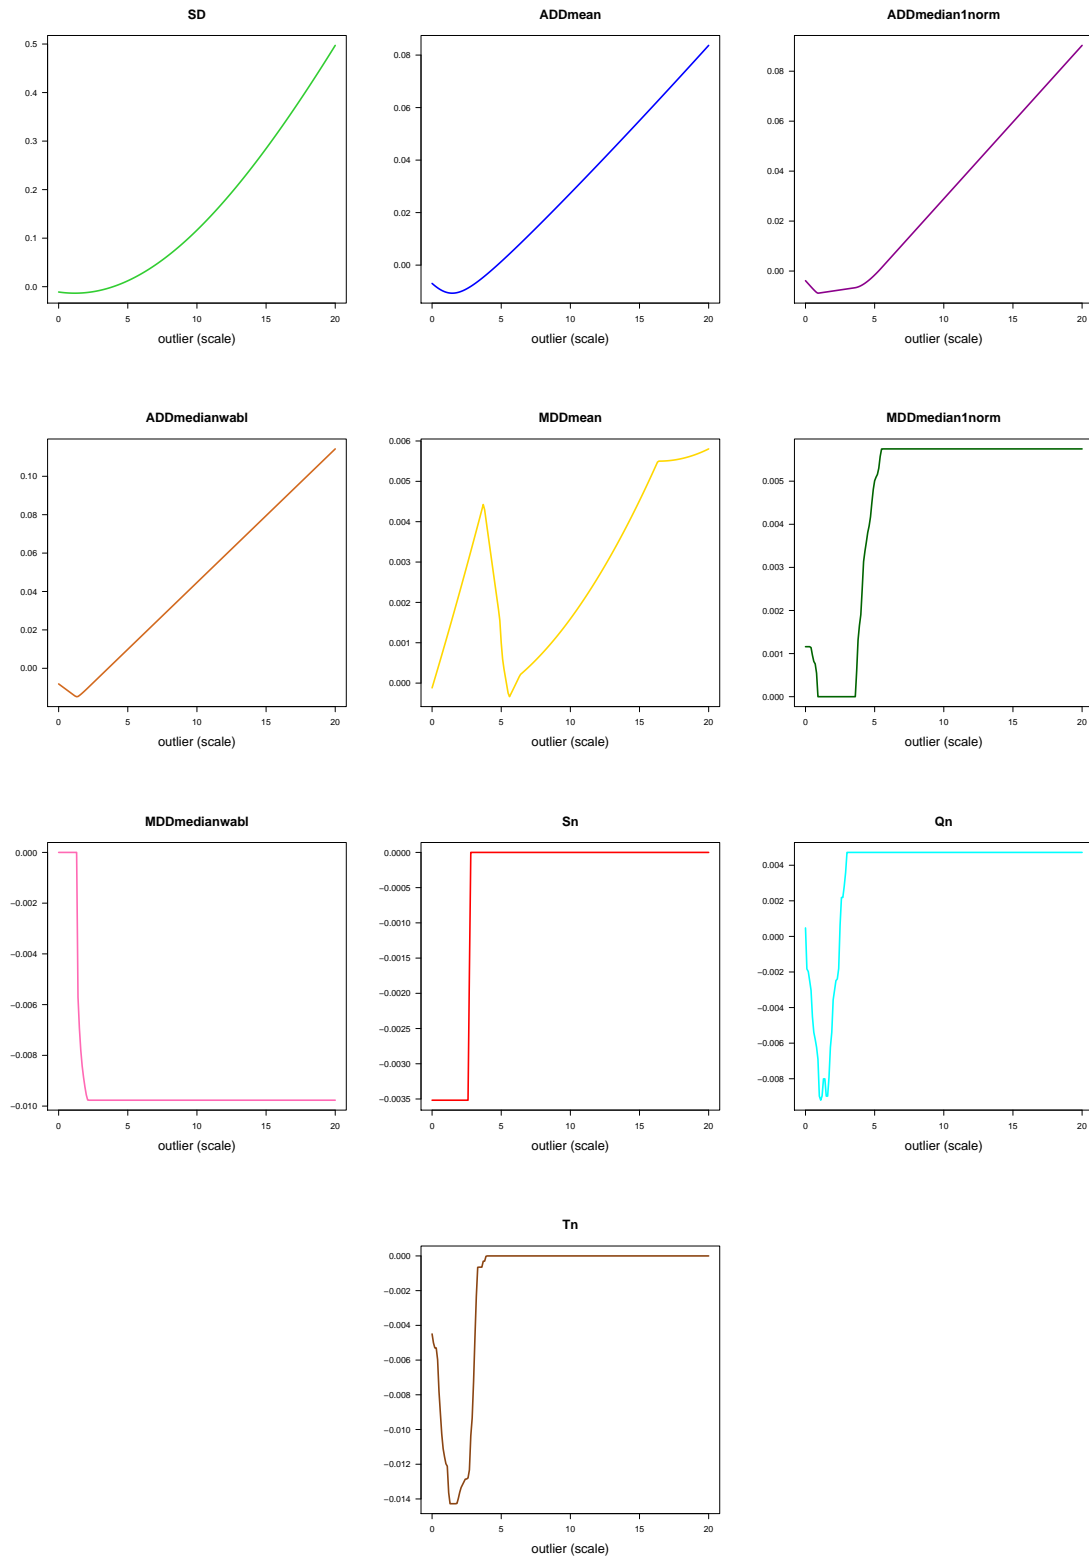 SD ADDmean ADDmedian1norm
0.5
0.4
0.3
0.2
0.1
0.0
0 5 10 15 20
outlier (scale)
0.08
0.06
0.04
0.02
0.00
0 5 10 15 20
outlier (scale)
0.08
0.06
0.04
0.02
0.00
0 5 10 15 20
outlier (scale)
ADDmedianwabl MDDmean MDDmedian1norm
0.10
0.08
0.06
0.04
0.02
0.00
0 5 10 15 20
outlier (scale)
0.006
0.005
0.004
0.003
0.002
0.001
0.000
0 5 10 15 20
outlier (scale)
0.005
0.004
0.003
0.002
0.001
0.000
0 5 10 15 20
outlier (scale)
MDDmedianwabl Sn Qn
0.000
−0.002
−0.004
−0.006
−0.008
−0.010
0 5 10 15 20
outlier (scale)
0.0000
−0.0005
−0.0010
−0.0015
−0.0020
−0.0025
−0.0030
−0.0035
0 5 10 15 20
outlier (scale)
0.004
0.002
0.000
−0.002
−0.004
−0.006
−0.008
0 5 10 15 20
outlier (scale)
Tn
0.000
−0.002
−0.004
−0.006
−0.008
−0.010
−0.012
−0.014
0 5 10 15 20
outlier (scale)